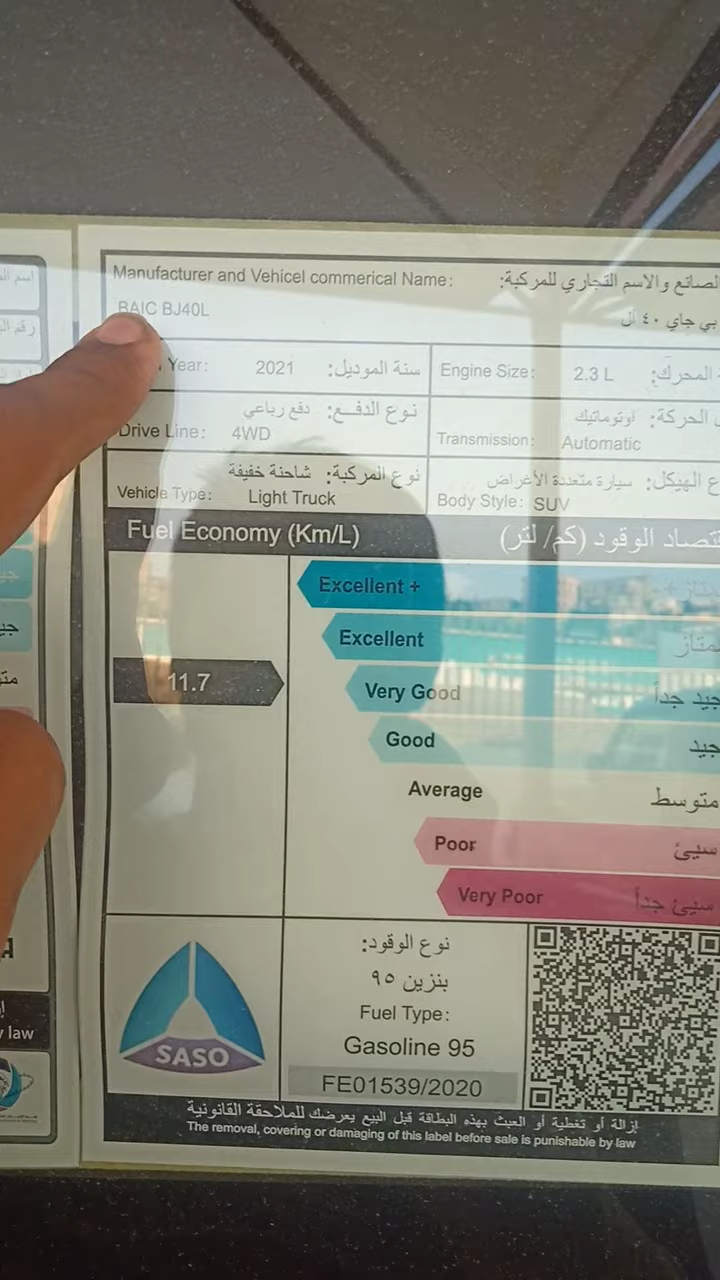 Manufacturer and Vehicel commerical Name: الصانع والاسم التجاري للمركبة:
BAIC BJ40L بي جاي ٤٠ ال
Year: 2021 سنة الموديل:
Engine Size: 2.3 L المحرك:
نوع الدفع: دفع رباعي
Drive Line: 4WD
الحركة: اوتوماتيك
Transmission: Automatic
نوع المركبة: شاحنة خفيفة
Vehicle Type: Light Truck
الهيكل: سيارة متعددة الأغراض
Body Style: SUV
Fuel Economy (Km/L) اقتصاد الوقود (كم/ لتر)
Excellent +
Excellent ممتاز
11.7
Very Good جيد جداً
Good جيد
Average متوسط
Poor سيئ
Very Poor سيئ جداً
نوع الوقود:
بنزين ٩٥
Fuel Type:
Gasoline 95
FE01539/2020
SASO
إزالة أو تغطية أو العبث بهذه البطاقة قبل البيع يعرضك للملاحقة القانونية
The removal, covering or damaging of this label before sale is punishable by law
law